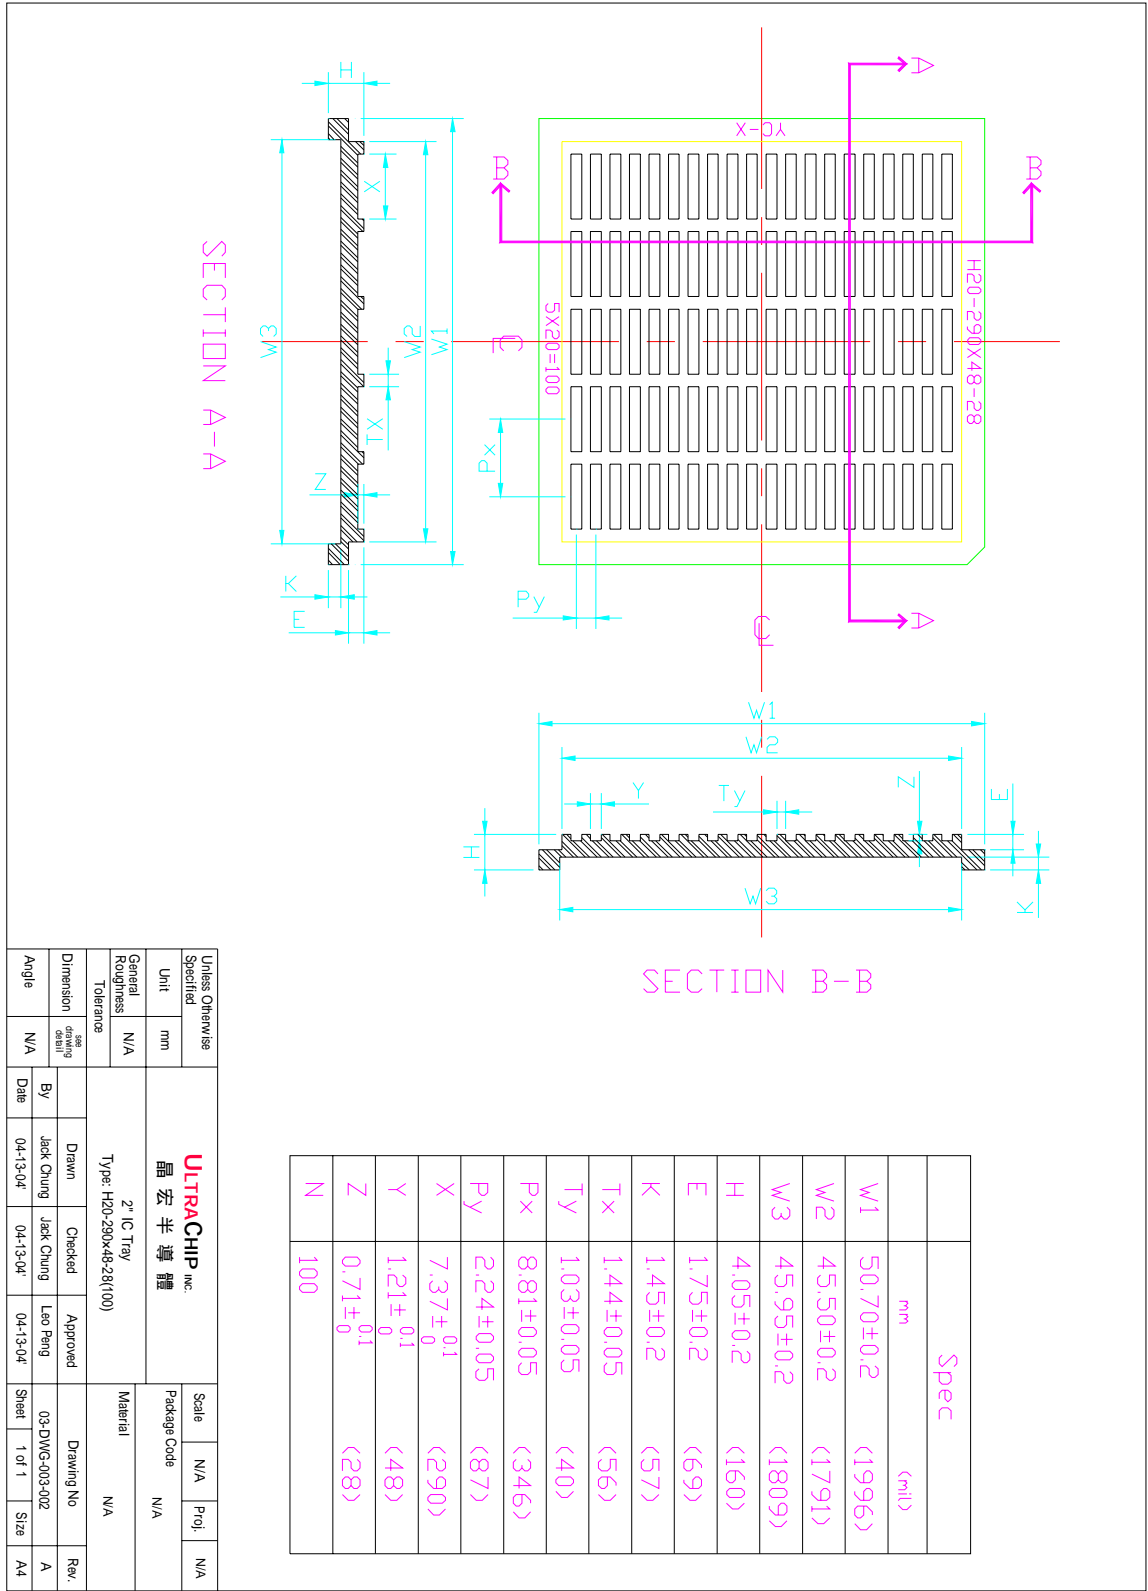 YC-X
A
A
B
B
H20-290X48-28
5X20=100
CL
CL
Px
Py
H
X
W3
W2
W1
TX
Z
K
E
SECTION A-A
W1
W2
Y
Ty
Z
E
H
W3
K
SECTION B-B
Spec
mm (mil)
W1 50.70±0.2 (1996)
W2 45.50±0.2 (1791)
W3 45.95±0.2 (1809)
H 4.05±0.2 (160)
E 1.75±0.2 (69)
K 1.45±0.2 (57)
Tx 1.44±0.05 (56)
Ty 1.03±0.05 (40)
Px 8.81±0.05 (346)
Py 2.24±0.05 (87)
X 7.37± 0.1 0 (290)
Y 1.21± 0.1 0 (48)
Z 0.71± 0.1 0 (28)
N 100
Unless Otherwise
Specified
Unit mm
General
Roughness N/A
Tolerance
Dimension see drawing detail
Angle N/A
ULTRACHIP INC.
晶宏半導體
2" IC Tray
Type: H20-290x48-28(100)
Drawn Checked Approved
By Jack Chung Jack Chung Leo Peng
Date 04-13-04' 04-13-04' 04-13-04'
Scale N/A Proj. N/A
Package Code N/A
Material N/A
Drawing No Rev.
03-DWG-003-002 A
Sheet 1 of 1 Size A4